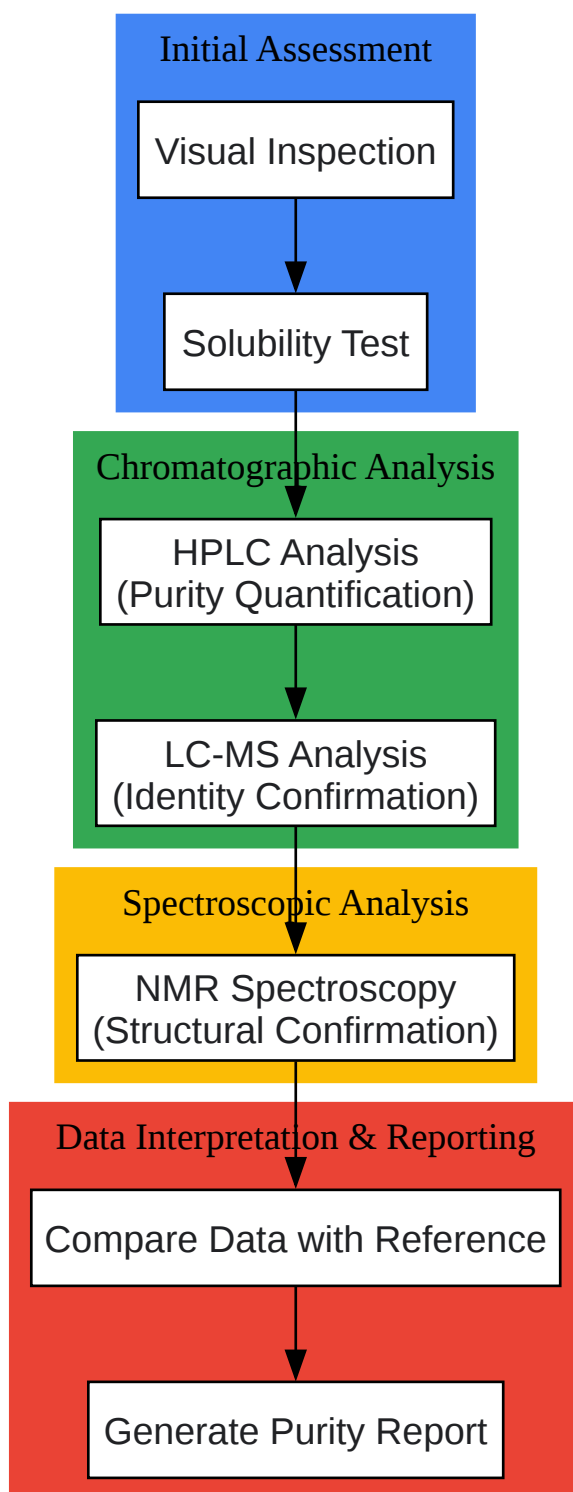 Initial Assessment
Visual Inspection
Solubility Test
Chromatographic Analysis
HPLC Analysis
(Purity Quantification)
LC-MS Analysis
(Identity Confirmation)
Spectroscopic Analysis
NMR Spectroscopy
(Structural Confirmation)
Data Interpretation & Reporting
Compare Data with Reference
Generate Purity Report